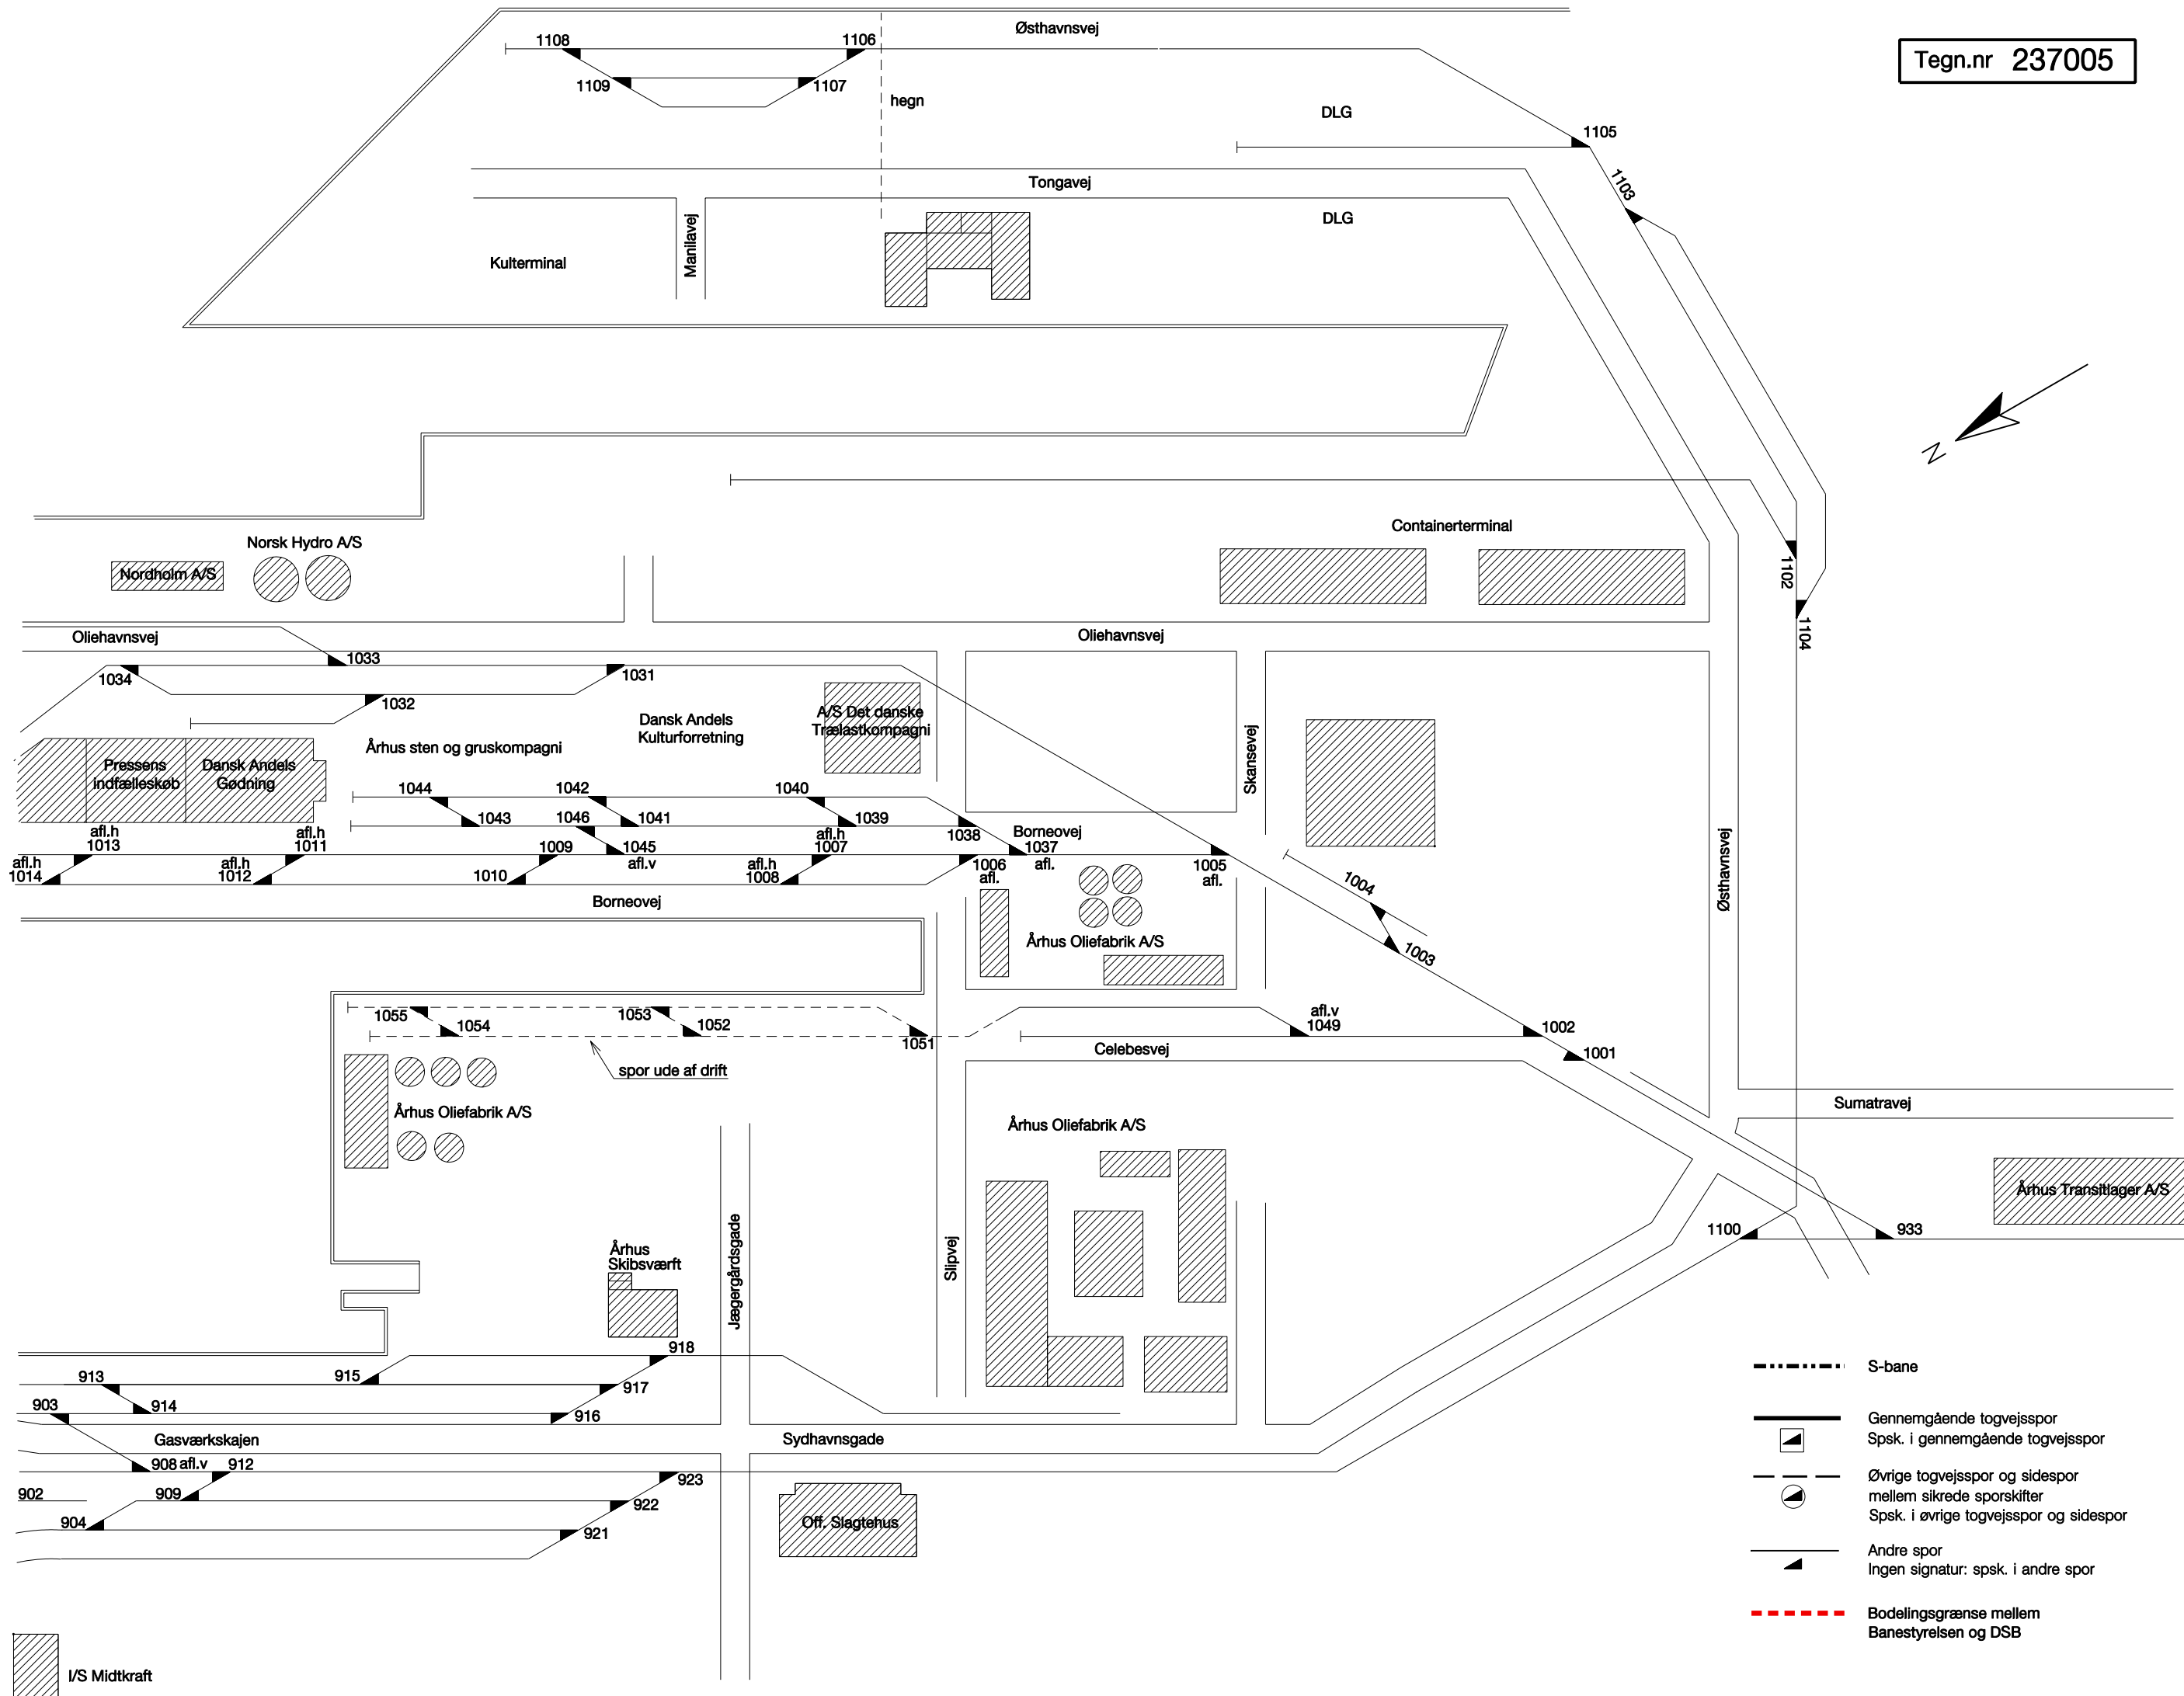 Østhavnsvej
1108
1106
Tegn.nr 237005
1109
1107
hegn
DLG
1105
Tongavej
1103
DLG
Manilavej
Kulterminal
N
Containerterminal
Norsk Hydro A/S
Nordholm A/S
1102
1104
Oliehavnsvej
Oliehavnsvej
1033
1034
1031
1032
A/S Det danske
Trælastkompagni
Dansk Andels
Kulturforretning
Århus sten og gruskompagni
Skansevej
Pressens
indfælleskøb
Dansk Andels
Gødning
1044
1042
1040
1043
1046
1041
1039
1038
Borneovej
afl.h
1013
afl.h
1011
1009
1045
afl.v
afl.h
1007
1006
afl.
1037
afl.
1005
afl.
afl.h
1014
afl.h
1012
1010
afl.h
1008
1004
Østhavnsvej
Borneovej
Århus Oliefabrik A/S
1003
1055
1054
1053
1052
1051
afl.v
1049
1002
Celebesvej
1001
spor ude af drift
Århus Oliefabrik A/S
Århus Oliefabrik A/S
Sumatravej
Århus Transitlager A/S
Jægergårdsgade
Slipvej
1100
933
Århus
Skibsværft
918
913
915
917
903
914
916
Gasværkskajen
Sydhavnsgade
908 afl.v
912
923
902
909
922
904
921
Off. Slagtehus
S-bane
Gennemgående togvejsspor
Spsk. i gennemgående togvejsspor
Øvrige togvejsspor og sidespor
mellem sikrede sporskifter
Spsk. i øvrige togvejsspor og sidespor
Andre spor
Ingen signatur: spsk. i andre spor
Bodelingsgrænse mellem
Banestyrelsen og DSB
I/S Midtkraft